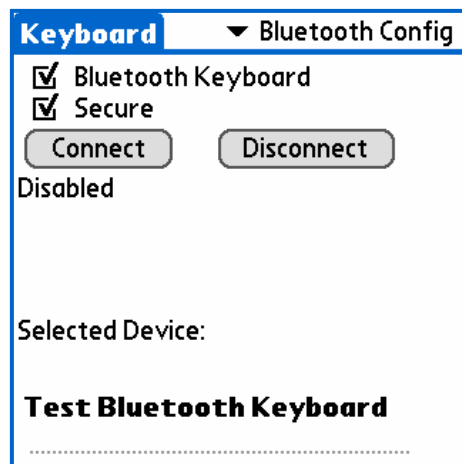 Keyboard Bluetooth Config
Bluetooth Keyboard
Secure
Connect Disconnect
Disabled
Selected Device:
Test Bluetooth Keyboard